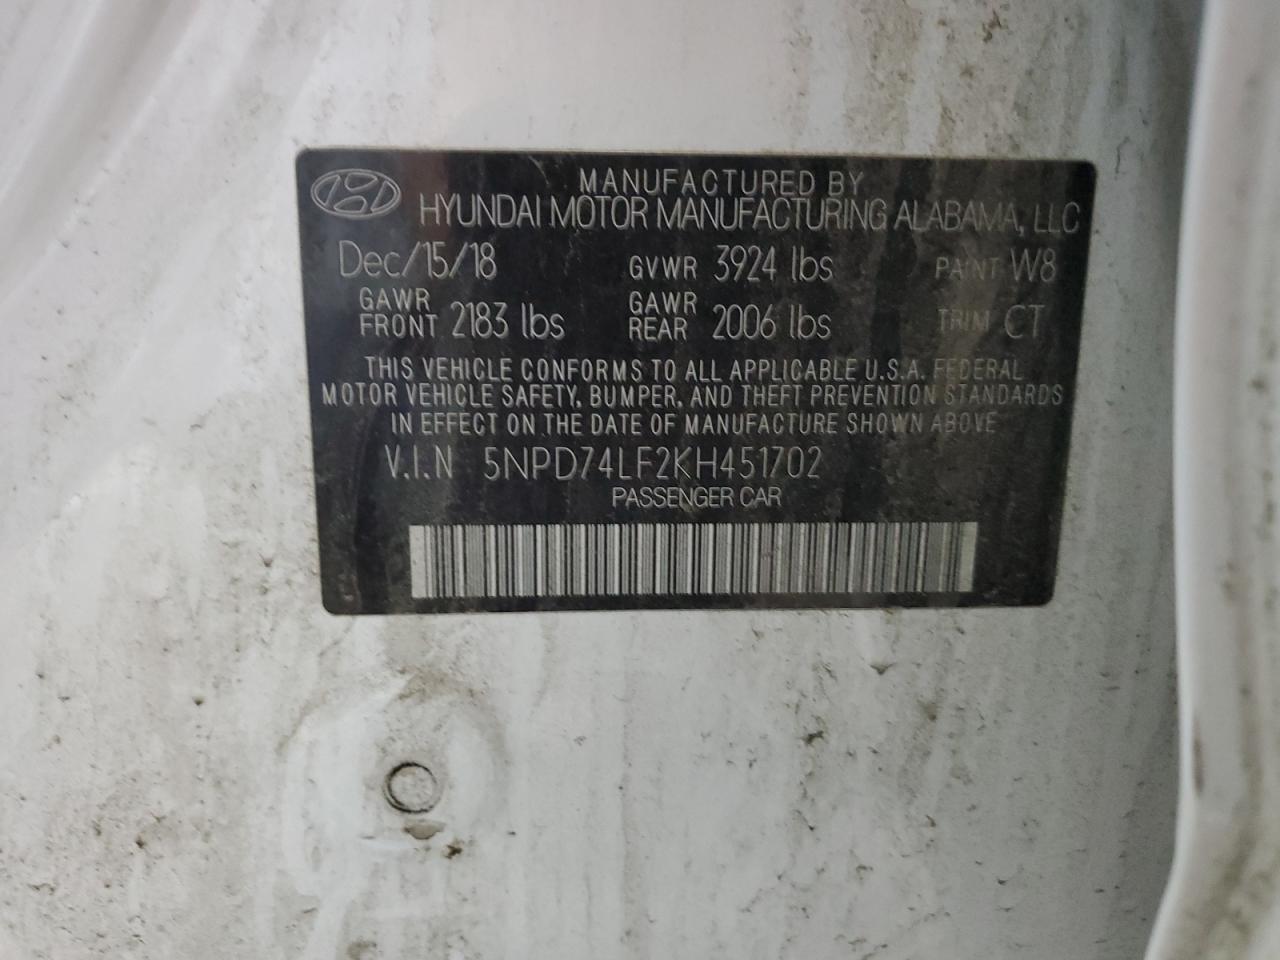 MANUFACTURED BY
HYUNDAI MOTOR MANUFACTURING ALABAMA, LLC
Dec/15/18 GVWR 3924 lbs PAINT W8
GAWR FRONT 2183 lbs GAWR REAR 2006 lbs TRIM CT
THIS VEHICLE CONFORMS TO ALL APPLICABLE U.S.A. FEDERAL
MOTOR VEHICLE SAFETY, BUMPER, AND THEFT PREVENTION STANDARDS
IN EFFECT ON THE DATE OF MANUFACTURE SHOWN ABOVE
V.I.N 5NPD74LF2KH451702
PASSENGER CAR